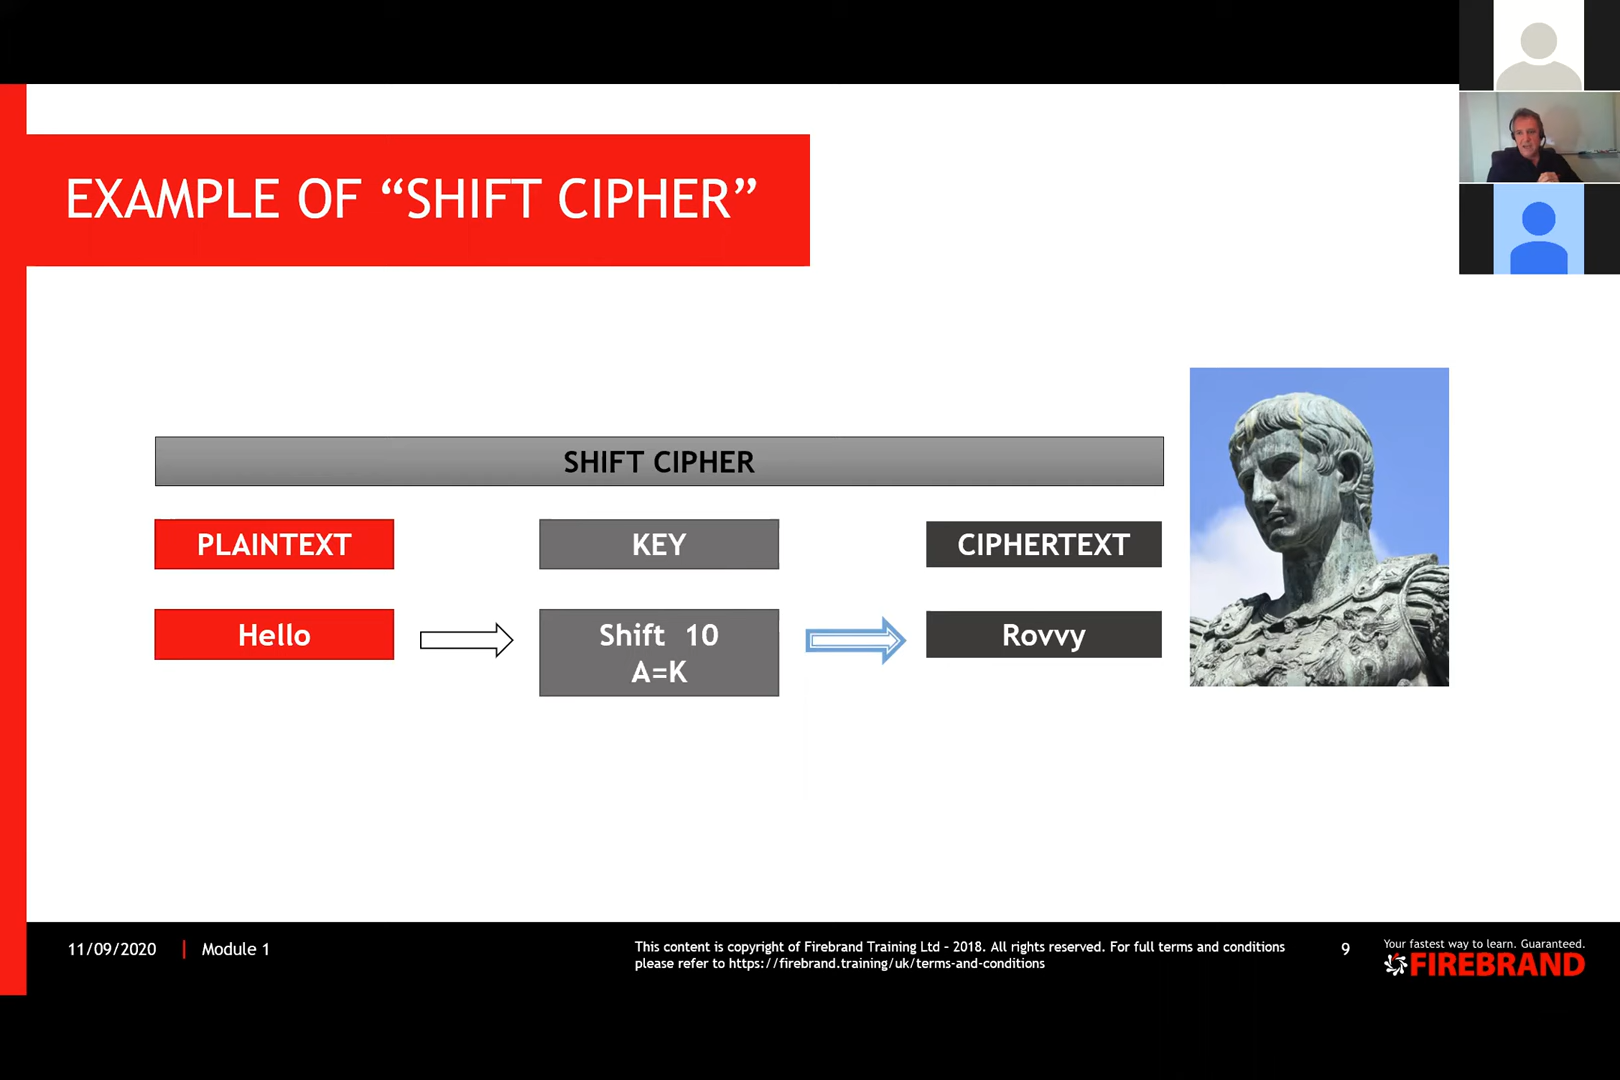 EXAMPLE OF “SHIFT CIPHER”
SHIFT CIPHER
PLAINTEXT
KEY
CIPHERTEXT
Hello
Shift 10
A=K
Rovvy
11/09/2020 | Module 1
This content is copyright of Firebrand Training Ltd – 2018. All rights reserved. For full terms and conditions
please refer to https://firebrand.training/uk/terms-and-conditions
9
Your fastest way to learn. Guaranteed.
FIREBRAND